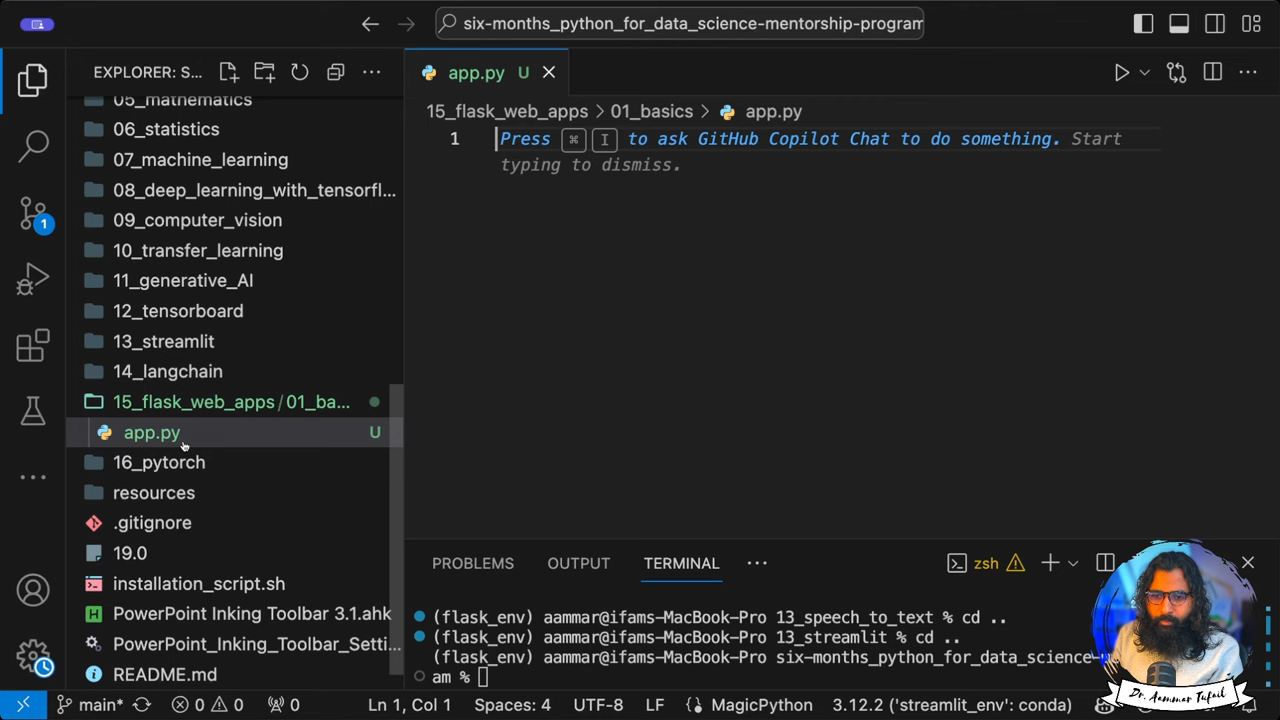 six-months_python_for_data_science-mentorship-program
EXPLORER: S...
app.py U
05_mathematics
06_statistics
07_machine_learning
08_deep_learning_with_tensorfl...
09_computer_vision
10_transfer_learning
11_generative_AI
12_tensorboard
13_streamlit
14_langchain
15_flask_web_apps / 01_ba...
app.py U
16_pytorch
resources
.gitignore
19.0
installation_script.sh
PowerPoint Inking Toolbar 3.1.ahk
PowerPoint_Inking_Toolbar_Setti...
README.md
1
15_flask_web_apps > 01_basics > app.py
1 Press ⌘ I to ask GitHub Copilot Chat to do something. Start
typing to dismiss.
PROBLEMS OUTPUT TERMINAL ... zsh
(flask_env) aammar@ifams-MacBook-Pro 13_speech_to_text % cd ..
(flask_env) aammar@ifams-MacBook-Pro 13_streamlit % cd ..
(flask_env) aammar@ifams-MacBook-Pro six-months_python_for_data_science-
am %
Dr. Aammar Tufail
main* 0 0 0 Ln 1, Col 1 Spaces: 4 UTF-8 LF MagicPython 3.12.2 ('streamlit_env': conda)